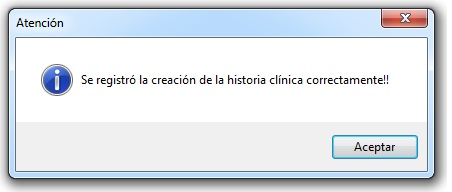 Atención
Se registró la creación de la historia clínica correctamente!!
Aceptar